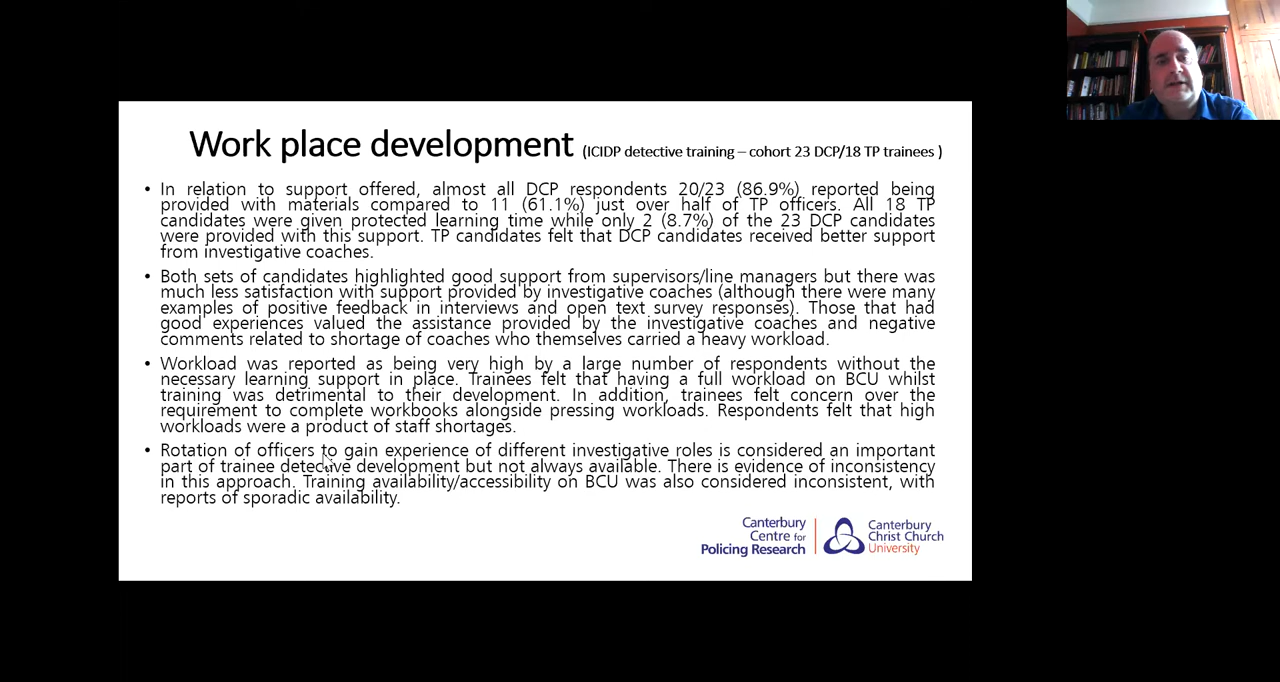 Work place development (ICIDP detective training – cohort 23 DCP/18 TP trainees )
• In relation to support offered, almost all DCP respondents 20/23 (86.9%) reported being
provided with materials compared to 11 (61.1%) just over half of TP officers. All 18 TP
candidates were given protected learning time while only 2 (8.7%) of the 23 DCP candidates
were provided with this support. TP candidates felt that DCP candidates received better support
from investigative coaches.
• Both sets of candidates highlighted good support from supervisors/line managers but there was
much less satisfaction with support provided by investigative coaches (although there were many
examples of positive feedback in interviews and open text survey responses). Those that had
good experiences valued the assistance provided by the investigative coaches and negative
comments related to shortage of coaches who themselves carried a heavy workload.
• Workload was reported as being very high by a large number of respondents without the
necessary learning support in place. Trainees felt that having a full workload on BCU whilst
training was detrimental to their development. In addition, trainees felt concern over the
requirement to complete workbooks alongside pressing workloads. Respondents felt that high
workloads were a product of staff shortages.
• Rotation of officers to gain experience of different investigative roles is considered an important
part of trainee detective development but not always available. There is evidence of inconsistency
in this approach. Training availability/accessibility on BCU was also considered inconsistent, with
reports of sporadic availability.
Canterbury
Centre for
Policing Research
Canterbury
Christ Church
University